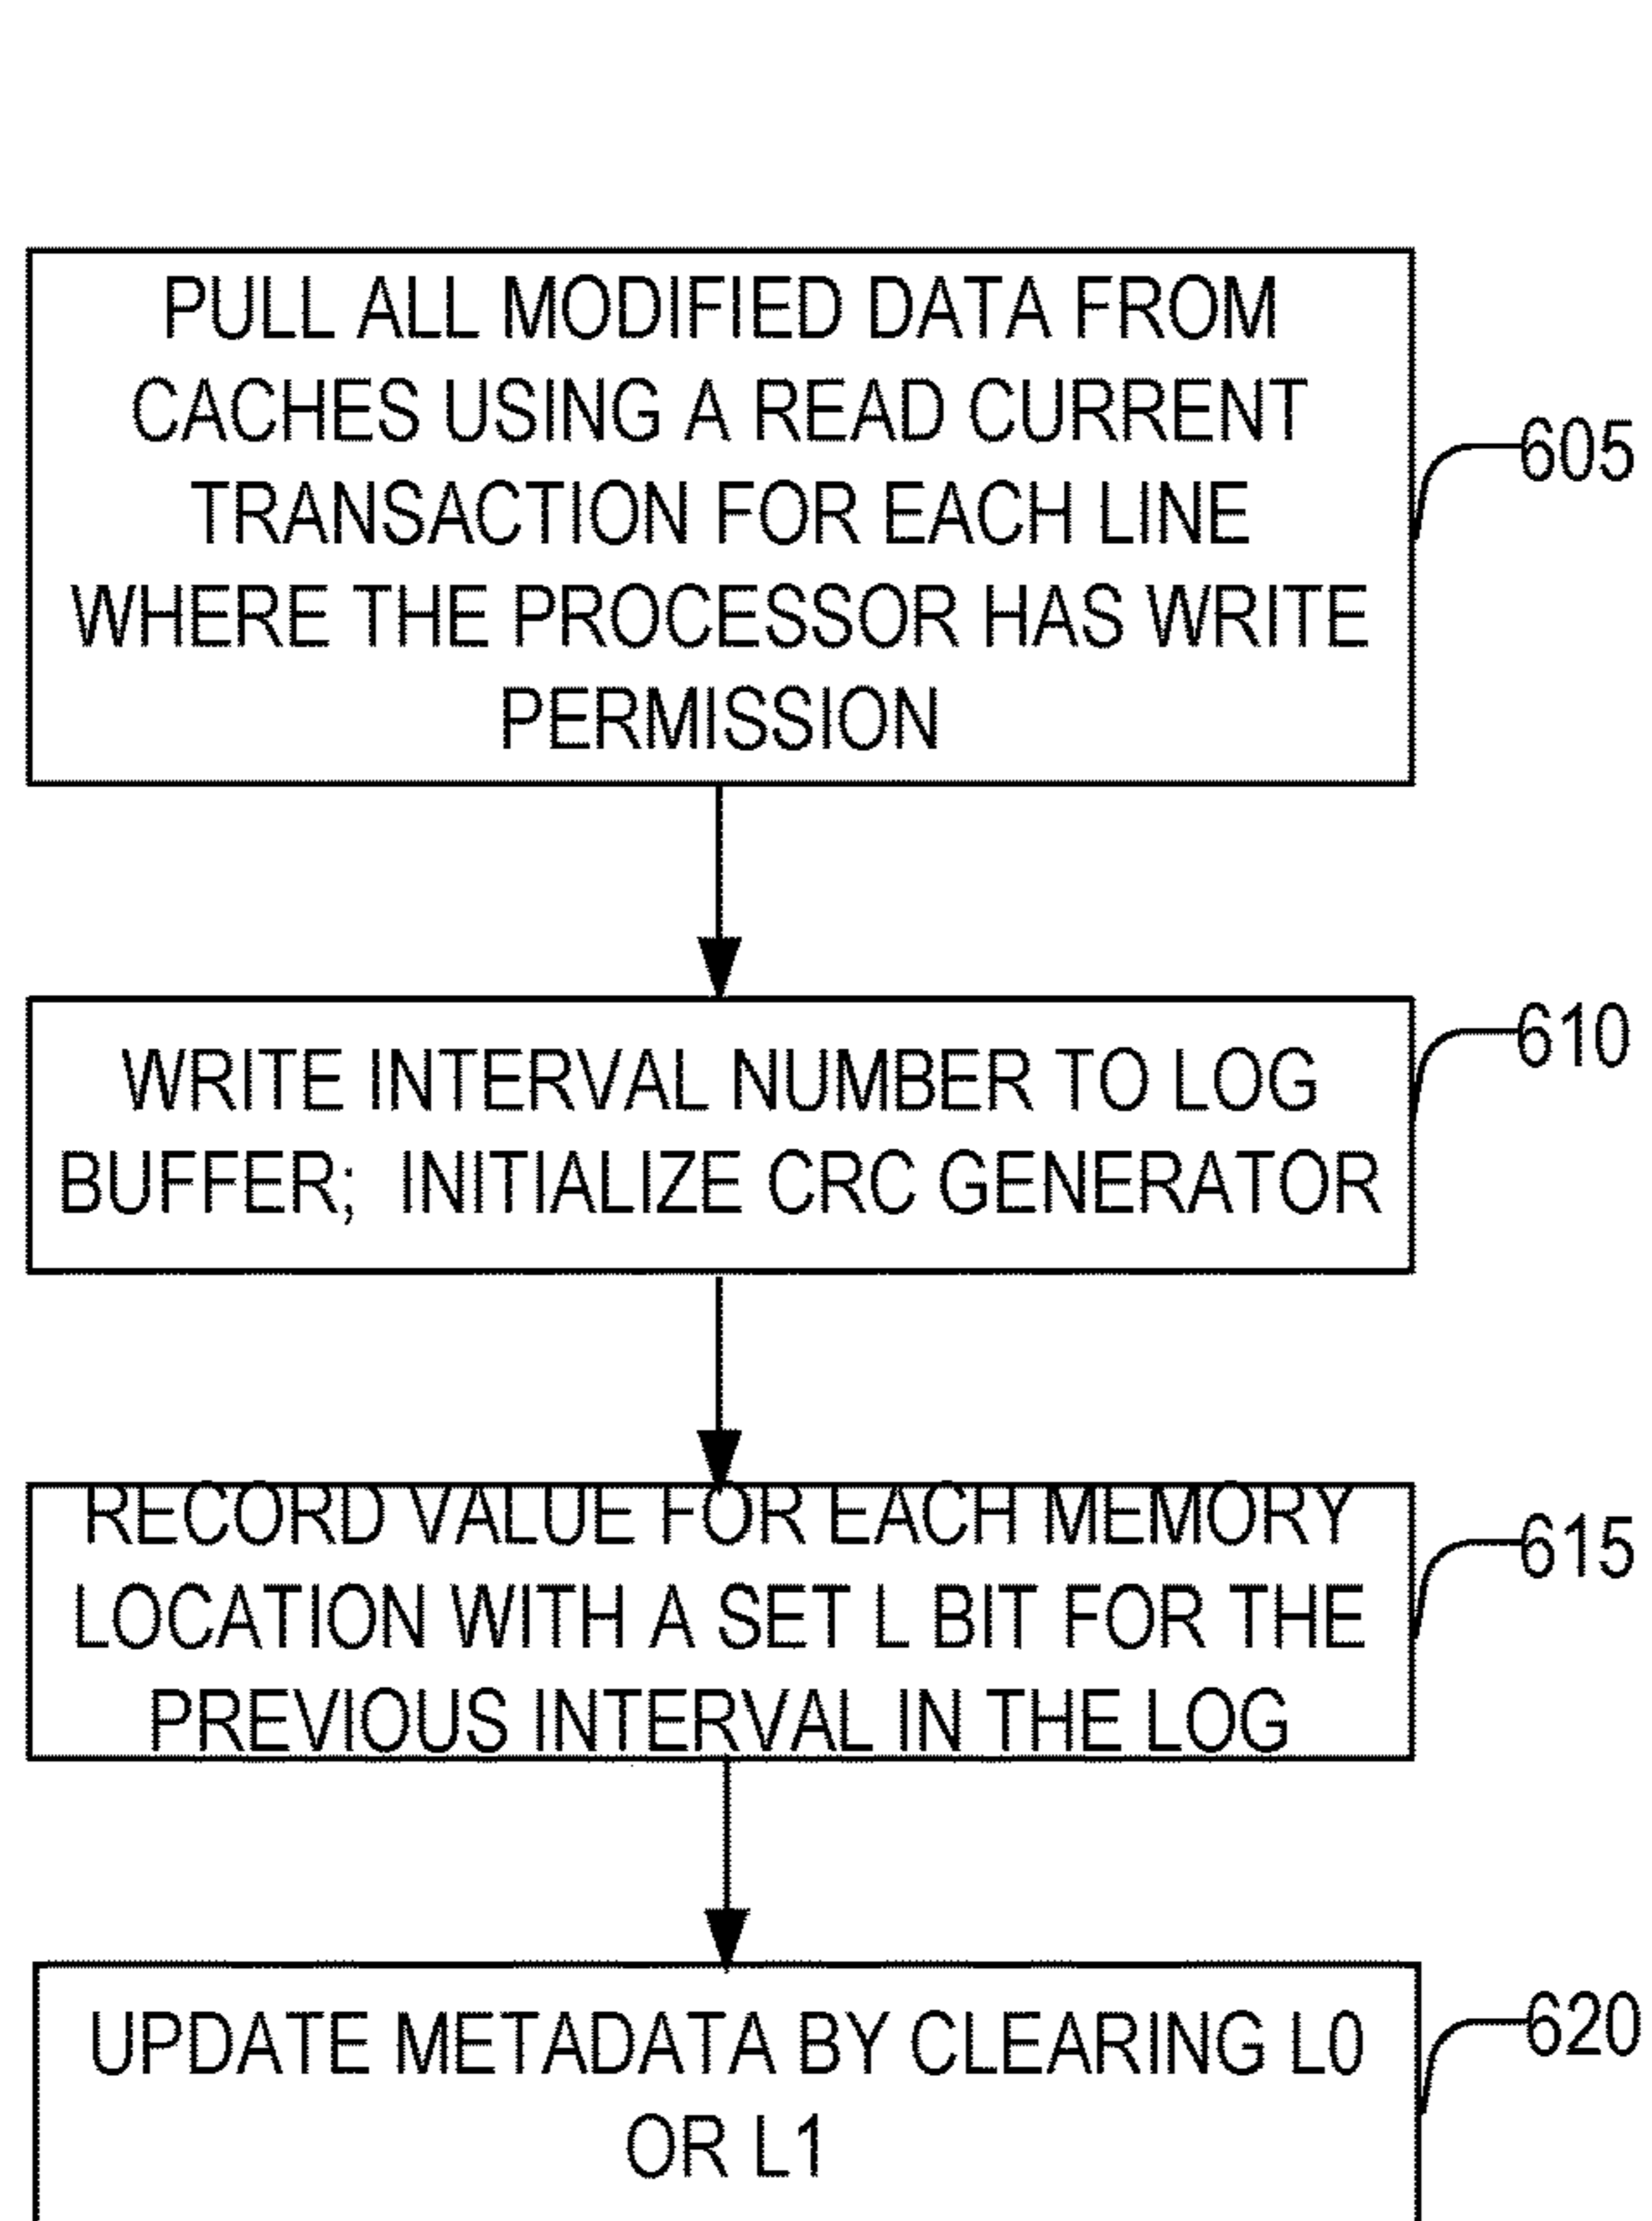 PULL ALL MODIFIED DATA FROM
CACHES USING A READ CURRENT
TRANSACTION FOR EACH LINE
WHERE THE PROCESSOR HAS WRITE
PERMISSION
605
WRITE INTERVAL NUMBER TO LOG
BUFFER; INITIALIZE CRC GENERATOR
610
RECORD VALUE FOR EACH MEMORY
LOCATION WITH A SET L BIT FOR THE
PREVIOUS INTERVAL IN THE LOG
615
UPDATE METADATA BY CLEARING L0
OR L1
620